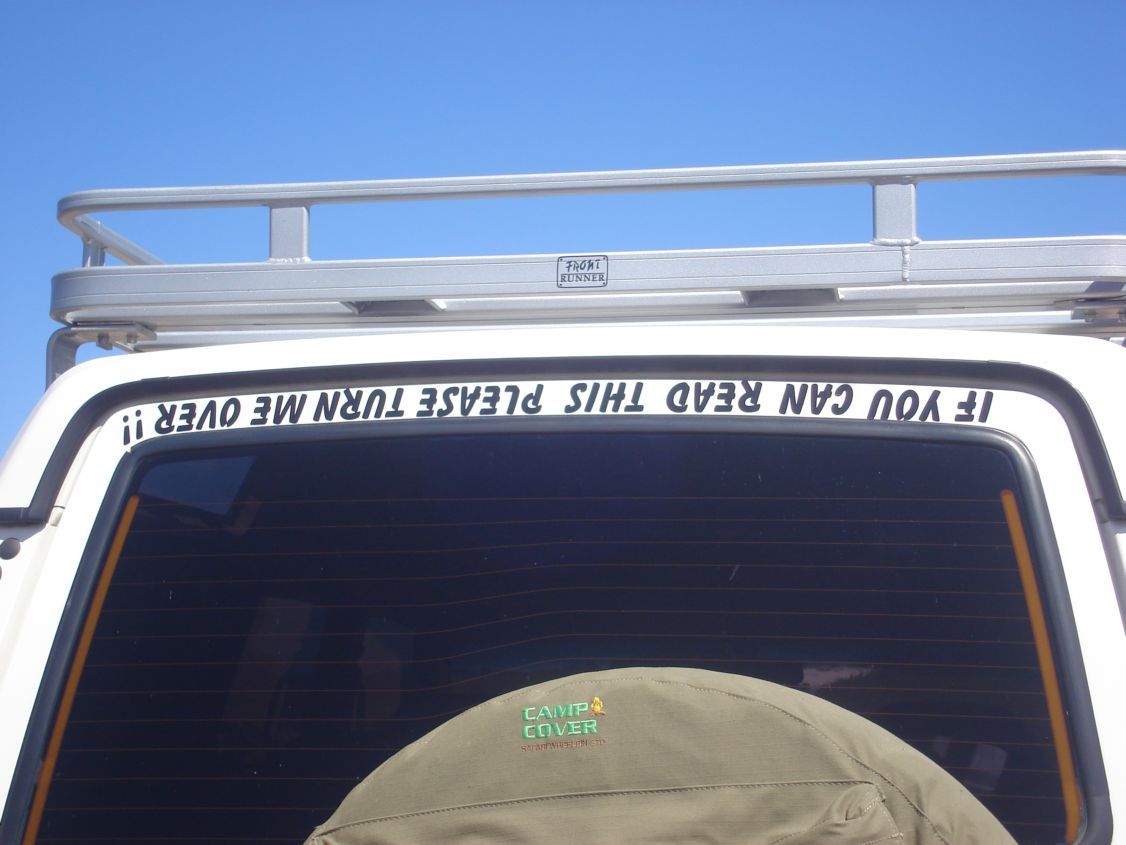 FRONT
RUNNER
IF YOU CAN READ THIS PLEASE TURN ME OVER !!
CAMP
COVER